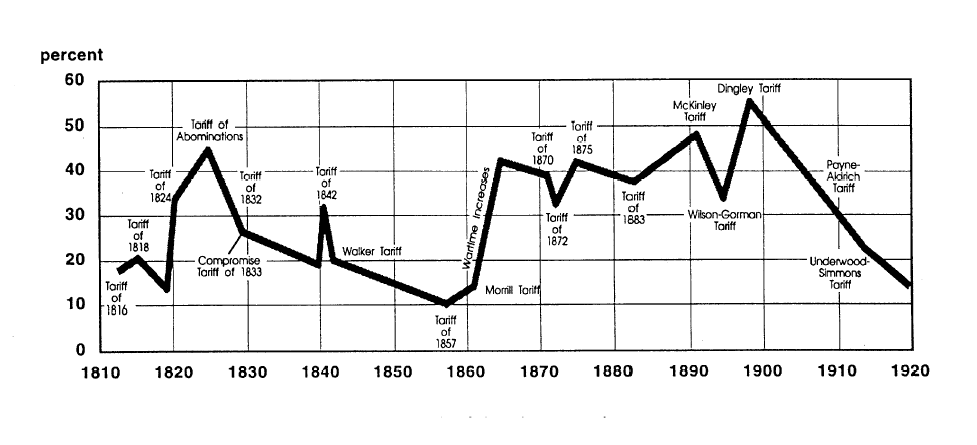 percent
60
50
40
30
20
10
0
1810
1820
1830
1840
1850
1860
1870
1880
1890
1900
1910
1920
Tariff
of
1816
Tariff
of
1818
Tariff
of
1824
Tariff of
Abominations
Tariff
of
1832
Compromise
Tariff of 1833
Tariff
of
1842
Walker Tariff
Tariff
of
1857
Morrill Tariff
Wartime Increases
Tariff
of
1870
Tariff
of
1872
Tariff
of
1875
Tariff
of
1883
McKinley
Tariff
Wilson-Gorman
Tariff
Dingley Tariff
Payne-
Aldrich
Tariff
Underwood-
Simmons
Tariff